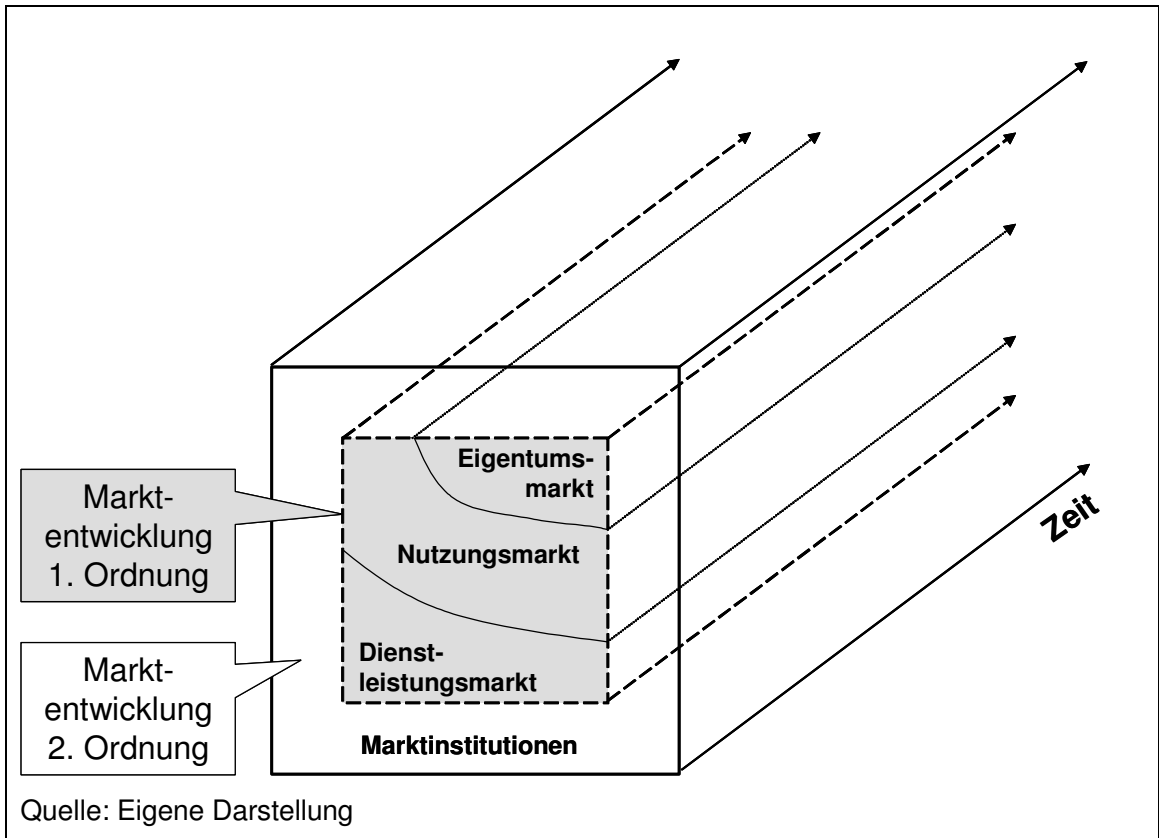 Eigentums-
markt
Zeit
Markt-
entwicklung
1. Ordnung
Nutzungsmarkt
Dienst-
leistungsmarkt
Markt-
entwicklung
2. Ordnung
Marktinstitutionen
Quelle: Eigene Darstellung